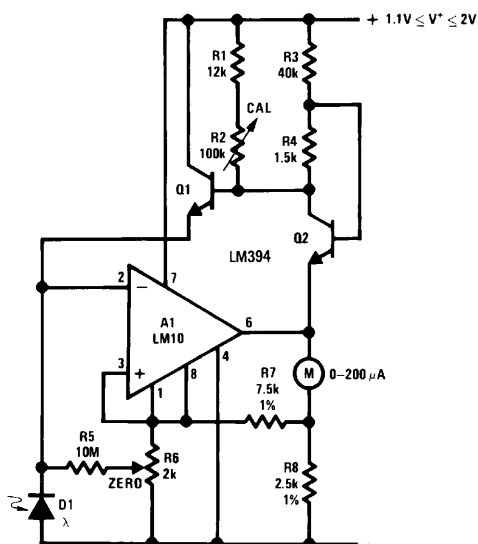 + 1.1V ≤ V⁺ ≤ 2V
R1
12k
R3
40k
CAL
R2
100k
R4
1.5k
Q1
Q2
LM394
2
−
7
A1
LM10
6
3
+
1
8
4
M
0–200 μA
R7
7.5k
1%
R5
10M
R6
2k
ZERO
R8
2.5k
1%
D1
λ